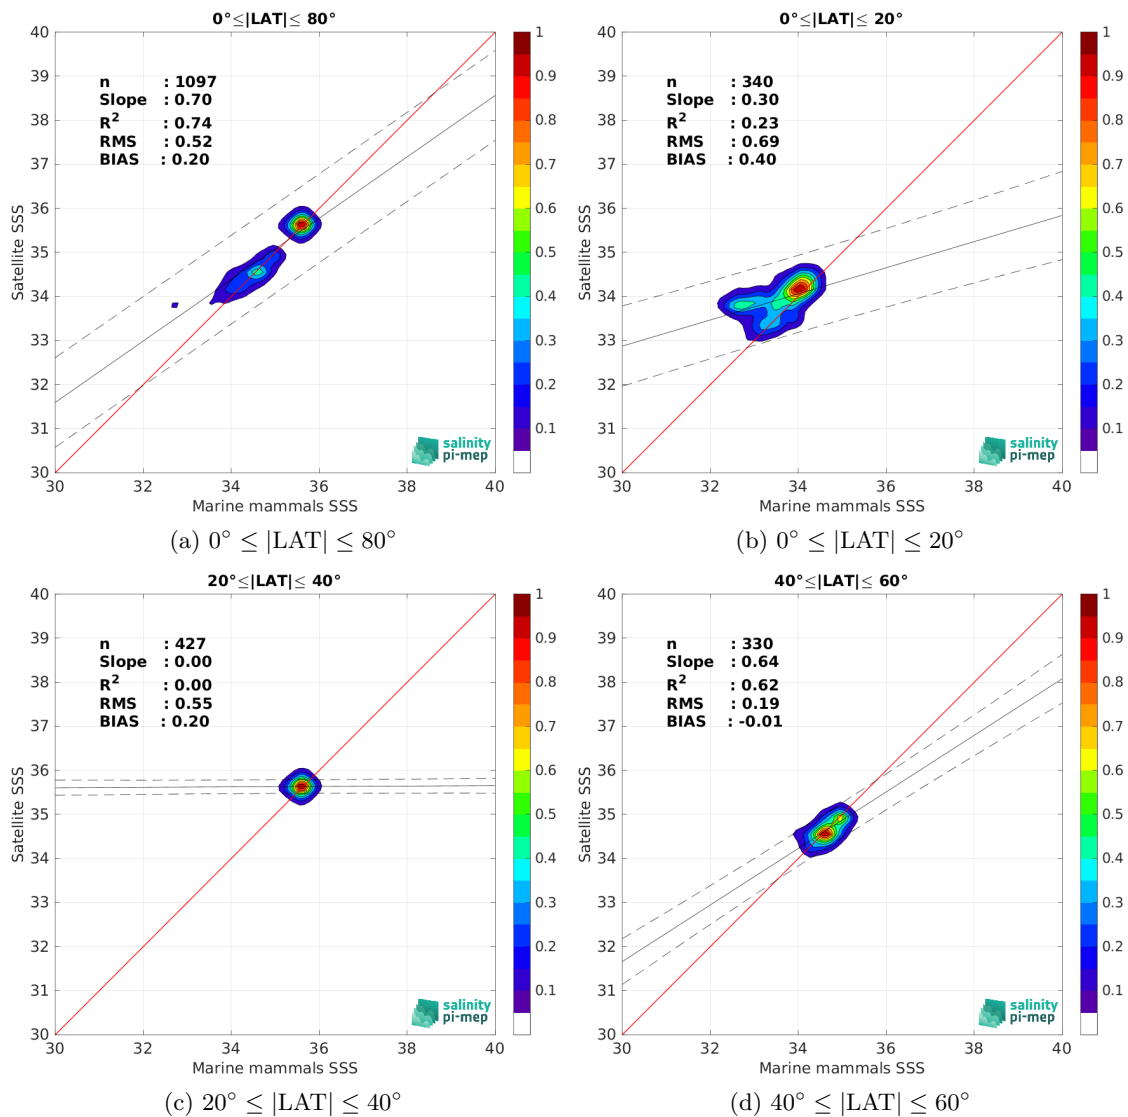 0°≤|LAT|≤ 80°
40
39
38
37
36
35
34
33
32
31
30
Satellite SSS
n : 1097
Slope : 0.70
R² : 0.74
RMS : 0.52
BIAS : 0.20
salinity
pi-mep
30 32 34 36 38 40
Marine mammals SSS
1
0.9
0.8
0.7
0.6
0.5
0.4
0.3
0.2
0.1
(a) 0° ≤ |LAT| ≤ 80°
0°≤|LAT|≤ 20°
40
39
38
37
36
35
34
33
32
31
30
Satellite SSS
n : 340
Slope : 0.30
R² : 0.23
RMS : 0.69
BIAS : 0.40
salinity
pi-mep
30 32 34 36 38 40
Marine mammals SSS
1
0.9
0.8
0.7
0.6
0.5
0.4
0.3
0.2
0.1
(b) 0° ≤ |LAT| ≤ 20°
20°≤|LAT|≤ 40°
40
39
38
37
36
35
34
33
32
31
30
Satellite SSS
n : 427
Slope : 0.00
R² : 0.00
RMS : 0.55
BIAS : 0.20
salinity
pi-mep
30 32 34 36 38 40
Marine mammals SSS
1
0.9
0.8
0.7
0.6
0.5
0.4
0.3
0.2
0.1
(c) 20° ≤ |LAT| ≤ 40°
40°≤|LAT|≤ 60°
40
39
38
37
36
35
34
33
32
31
30
Satellite SSS
n : 330
Slope : 0.64
R² : 0.62
RMS : 0.19
BIAS : -0.01
salinity
pi-mep
30 32 34 36 38 40
Marine mammals SSS
1
0.9
0.8
0.7
0.6
0.5
0.4
0.3
0.2
0.1
(d) 40° ≤ |LAT| ≤ 60°